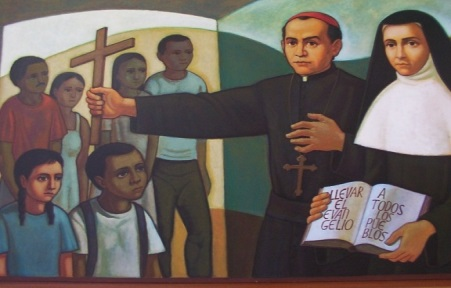 LLEVAR
EL
EVAN
GELIO
A
TODOS
LOS
PUE
BLOS